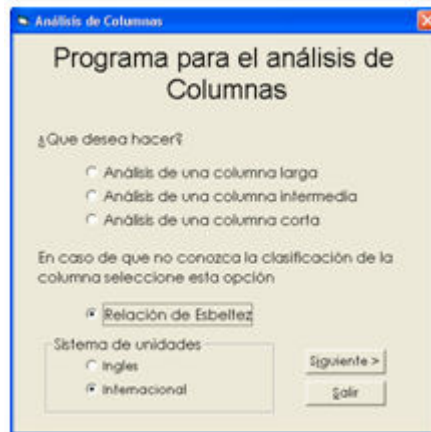 Análisis de Columnas
Programa para el análisis de
Columnas
¿Que desea hacer?
Análisis de una columna larga
Análisis de una columna intermedia
Análisis de una columna corta
En caso de que no conozca la clasificación de la
columna seleccione esta opción
Relación de Esbeltez
Sistema de unidades
Ingles
Internacional
Siguiente >
Salir